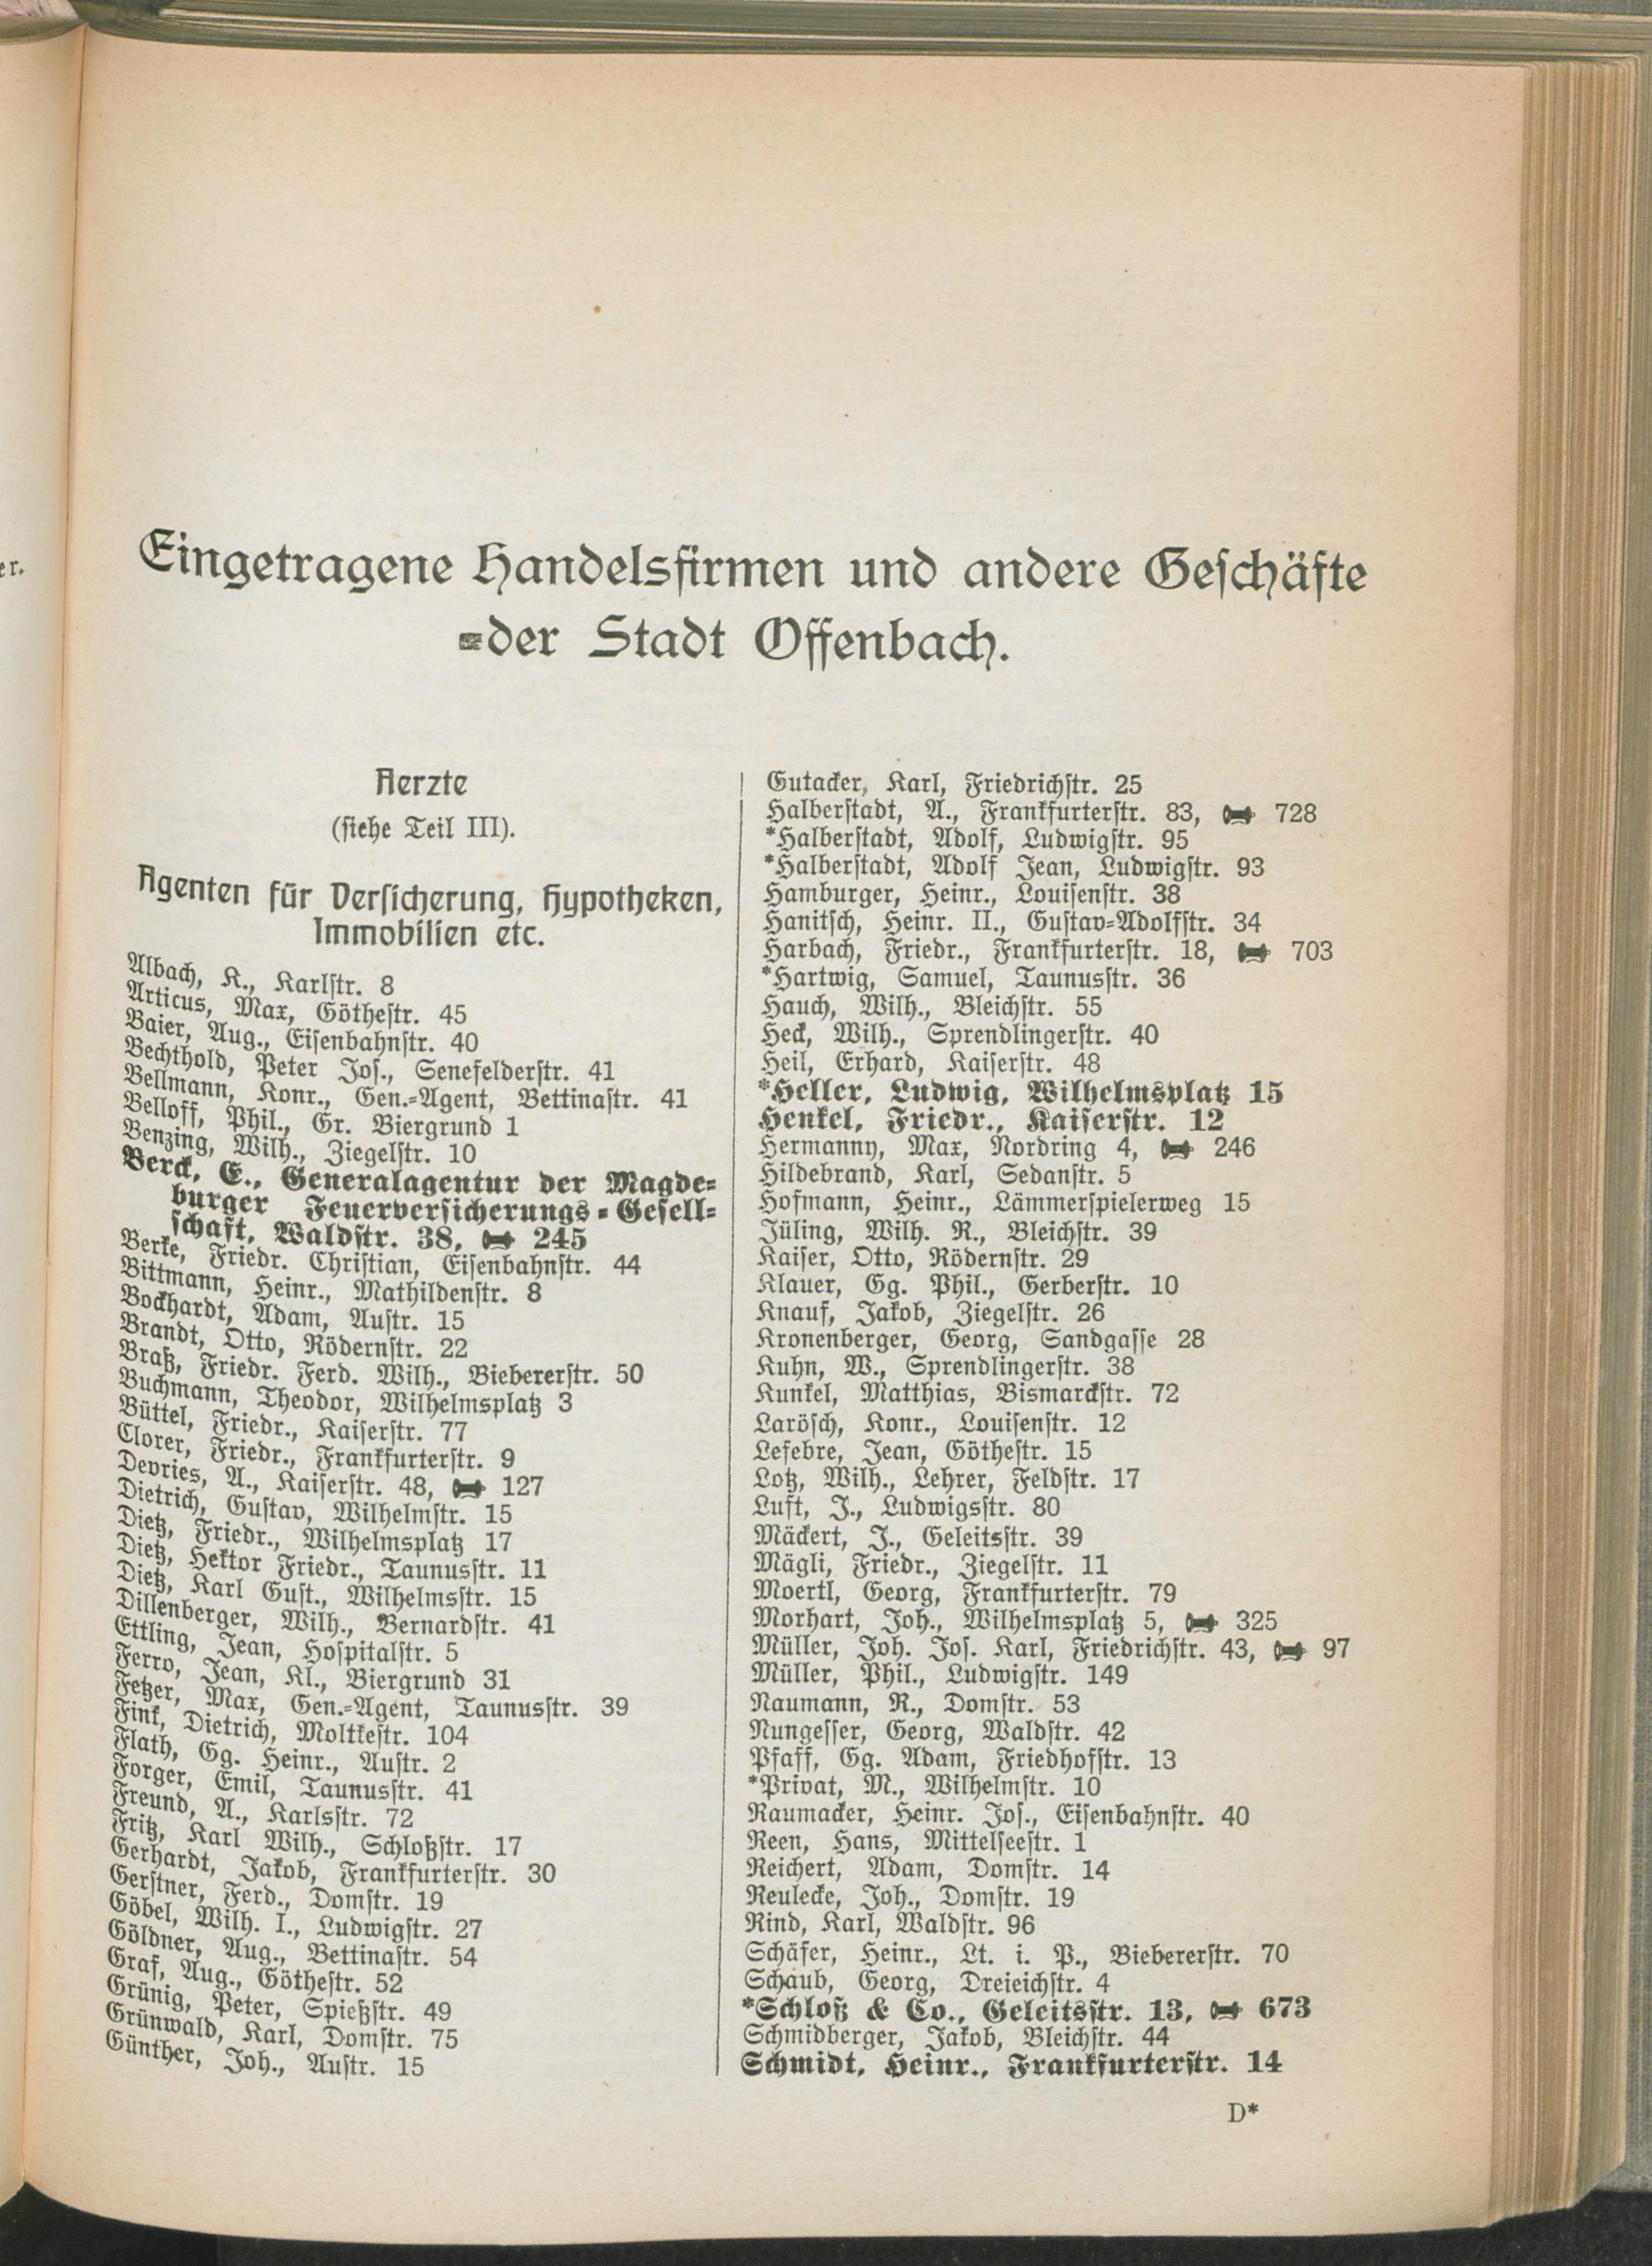 er.
Eingetragene Handelsfirmen und andere Geschäfte
der Stadt Offenbach.
Aerzte
(siehe Teil III).
Agenten für Versicherung, Hypotheken,
Immobilien etc.
Albach, K., Karlstr. 8
Articus, Max, Göthestr. 45
Baier, Aug., Eisenbahnstr. 40
Bechthold, Peter Jos., Senefelderstr. 41
Bellmann, Konr., Gen.-Agent, Bettinastr. 41
Belloff, Phil., Gr. Biergrund 1
Benzing, Wilh., Ziegelstr. 10
Berck, E., Generalagentur der Magde-
burger Feuerversicherungs-Gesell-
schaft, Waldstr. 38, 245
Berke, Friedr. Christian, Eisenbahnstr. 44
Bittmann, Heinr., Mathildenstr. 8
Bockhardt, Adam, Austr. 15
Brandt, Otto, Rödernstr. 22
Braß, Friedr. Ferd. Wilh., Biebererstr. 50
Buchmann, Theodor, Wilhelmsplatz 3
Büttel, Friedr., Kaiserstr. 77
Clorer, Friedr., Frankfurterstr. 9
Devries, A., Kaiserstr. 48, 127
Dietrich, Gustav, Wilhelmstr. 15
Dietz, Friedr., Wilhelmsplatz 17
Dietz, Hektor Friedr., Taunusstr. 11
Dietz, Karl Gust., Wilhelmsstr. 15
Dillenberger, Wilh., Bernardstr. 41
Ettling, Jean, Hospitalstr. 5
Ferro, Jean, Kl., Biergrund 31
Fetzer, Max, Gen.-Agent, Taunusstr. 39
Fink, Dietrich, Moltkestr. 104
Flath, Gg. Heinr., Austr. 2
Forger, Emil, Taunusstr. 41
Freund, A., Karlsstr. 72
Fritz, Karl Wilh., Schloßstr. 17
Gerhardt, Jakob, Frankfurterstr. 30
Gerstner, Ferd., Domstr. 19
Göbel, Wilh. I., Ludwigstr. 27
Göldner, Aug., Bettinastr. 54
Graf, Aug., Göthestr. 52
Grünig, Peter, Spießstr. 49
Grünwald, Karl, Domstr. 75
Günther, Joh., Austr. 15
Gutacker, Karl, Friedrichstr. 25
Halberstadt, A., Frankfurterstr. 83, 728
*Halberstadt, Adolf, Ludwigstr. 95
*Halberstadt, Adolf Jean, Ludwigstr. 93
Hamburger, Heinr., Louisenstr. 38
Hanitsch, Heinr. II., Gustav-Adolfstr. 34
Harbach, Friedr., Frankfurterstr. 18, 703
*Hartwig, Samuel, Taunusstr. 36
Hauch, Wilh., Bleichstr. 55
Heck, Wilh., Sprendlingerstr. 40
Heil, Erhard, Kaiserstr. 48
*Heller, Ludwig, Wilhelmsplatz 15
Henkel, Friedr., Kaiserstr. 12
Hermanny, Max, Nordring 4, 246
Hildebrand, Karl, Sedanstr. 5
Hofmann, Heinr., Lämmerspielerweg 15
Jüling, Wilh. R., Bleichstr. 39
Kaiser, Otto, Rödernstr. 29
Klauer, Gg. Phil., Gerberstr. 10
Knauf, Jakob, Ziegelstr. 26
Kronenberger, Georg, Sandgasse 28
Kuhn, W., Sprendlingerstr. 38
Kunkel, Matthias, Bismarckstr. 72
Larösch, Konr., Louisenstr. 12
Lefebre, Jean, Göthestr. 15
Lotz, Wilh., Lehrer, Feldstr. 17
Luft, J., Ludwigsstr. 80
Mäckert, J., Geleitsstr. 39
Mägli, Friedr., Ziegelstr. 11
Moertl, Georg, Frankfurterstr. 79
Morhart, Joh., Wilhelmsplatz 5, 325
Müller, Joh. Jos. Karl, Friedrichstr. 43, 97
Müller, Phil., Ludwigstr. 149
Naumann, R., Domstr. 53
Nungesser, Georg, Waldstr. 42
Pfaff, Gg. Adam, Friedhofstr. 13
*Privat, M., Wilhelmstr. 10
Raumacker, Heinr. Jos., Eisenbahnstr. 40
Reen, Hans, Mittelseestr. 1
Reichert, Adam, Domstr. 14
Reulecke, Joh., Domstr. 19
Rind, Karl, Waldstr. 96
Schäfer, Heinr., Lt. i. P., Biebererstr. 70
Schaub, Georg, Dreieichstr. 4
*Schloß & Co., Geleitsstr. 13, 673
Schmidberger, Jakob, Bleichstr. 44
Schmidt, Heinr., Frankfurterstr. 14
D*